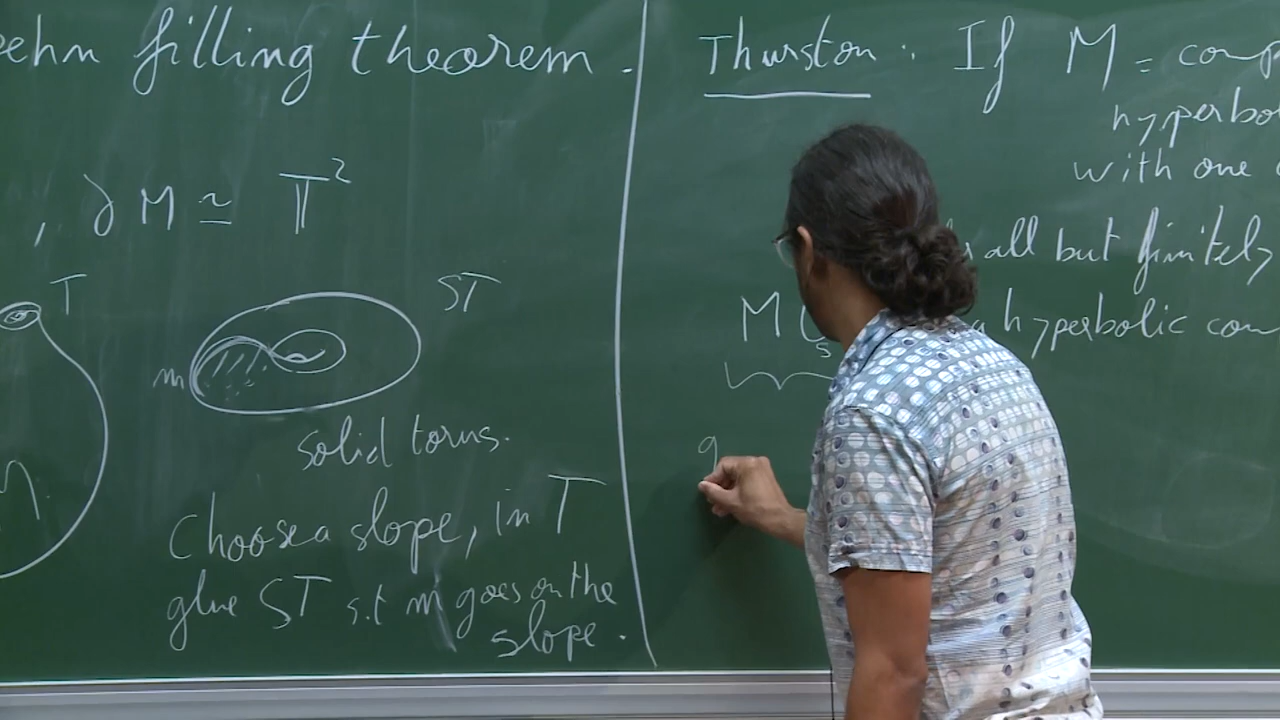 ehn filling theorem.
, ∂M ≃ 𝕋²
T
ST
m
solid torus.
Choose a slope, in T
glue ST s.t m goes on the
slope.
Thurston : If M = comp
hyperbo
with one
all but finitely
M(s a hyperbolic com
g